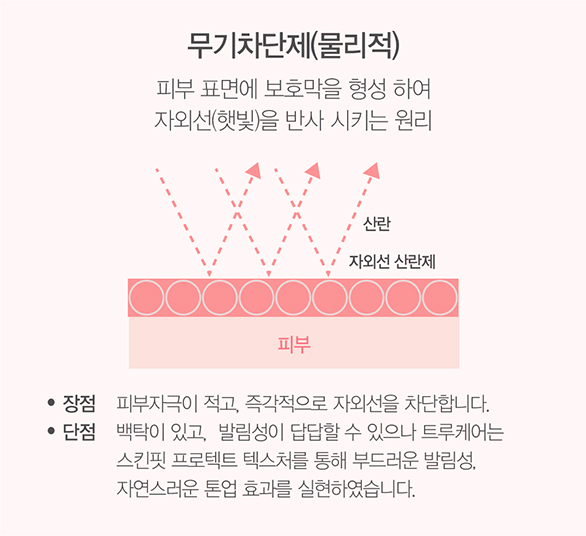 무기차단제(물리적)
피부 표면에 보호막을 형성 하여
자외선(햇빛)을 반사 시키는 원리
산란
자외선 산란제
피부
• 장점 피부자극이 적고, 즉각적으로 자외선을 차단합니다.
• 단점 백탁이 있고, 발림성이 답답할 수 있으나 트루케어는
스킨핏 프로텍트 텍스처를 통해 부드러운 발림성,
자연스러운 톤업 효과를 실현하였습니다.